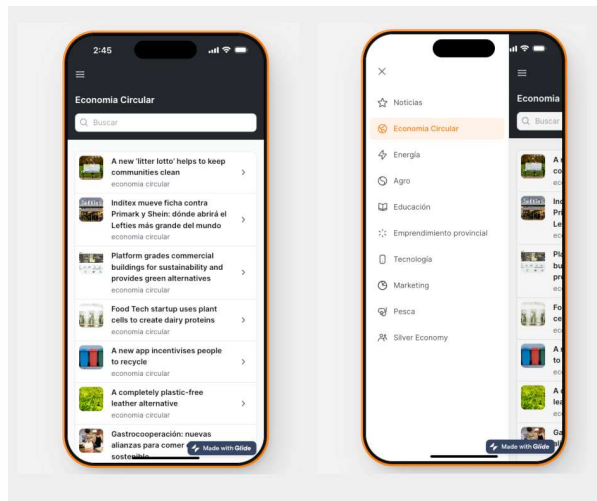 2:45
Economia Circular
Buscar
A new 'litter lotto' helps to keep
communities clean
economia circular
Inditex mueve ficha contra
Primark y Shein: dónde abrirá el
Lefties más grande del mundo
economia circular
Platform grades commercial
buildings for sustainability and
provides green alternatives
economia circular
Food Tech startup uses plant
cells to create dairy proteins
economia circular
A new app incentivises people
to recycle
economia circular
A completely plastic-free
leather alternative
economia circular
Gastrocooperación: nuevas
alianzas para comer
sostenible
Made with Glide
Noticias
Economia Circular
Energía
Agro
Educación
Emprendimiento provincial
Tecnología
Marketing
Pesca
Silver Economy
Economia
Buscar
Made with Glide